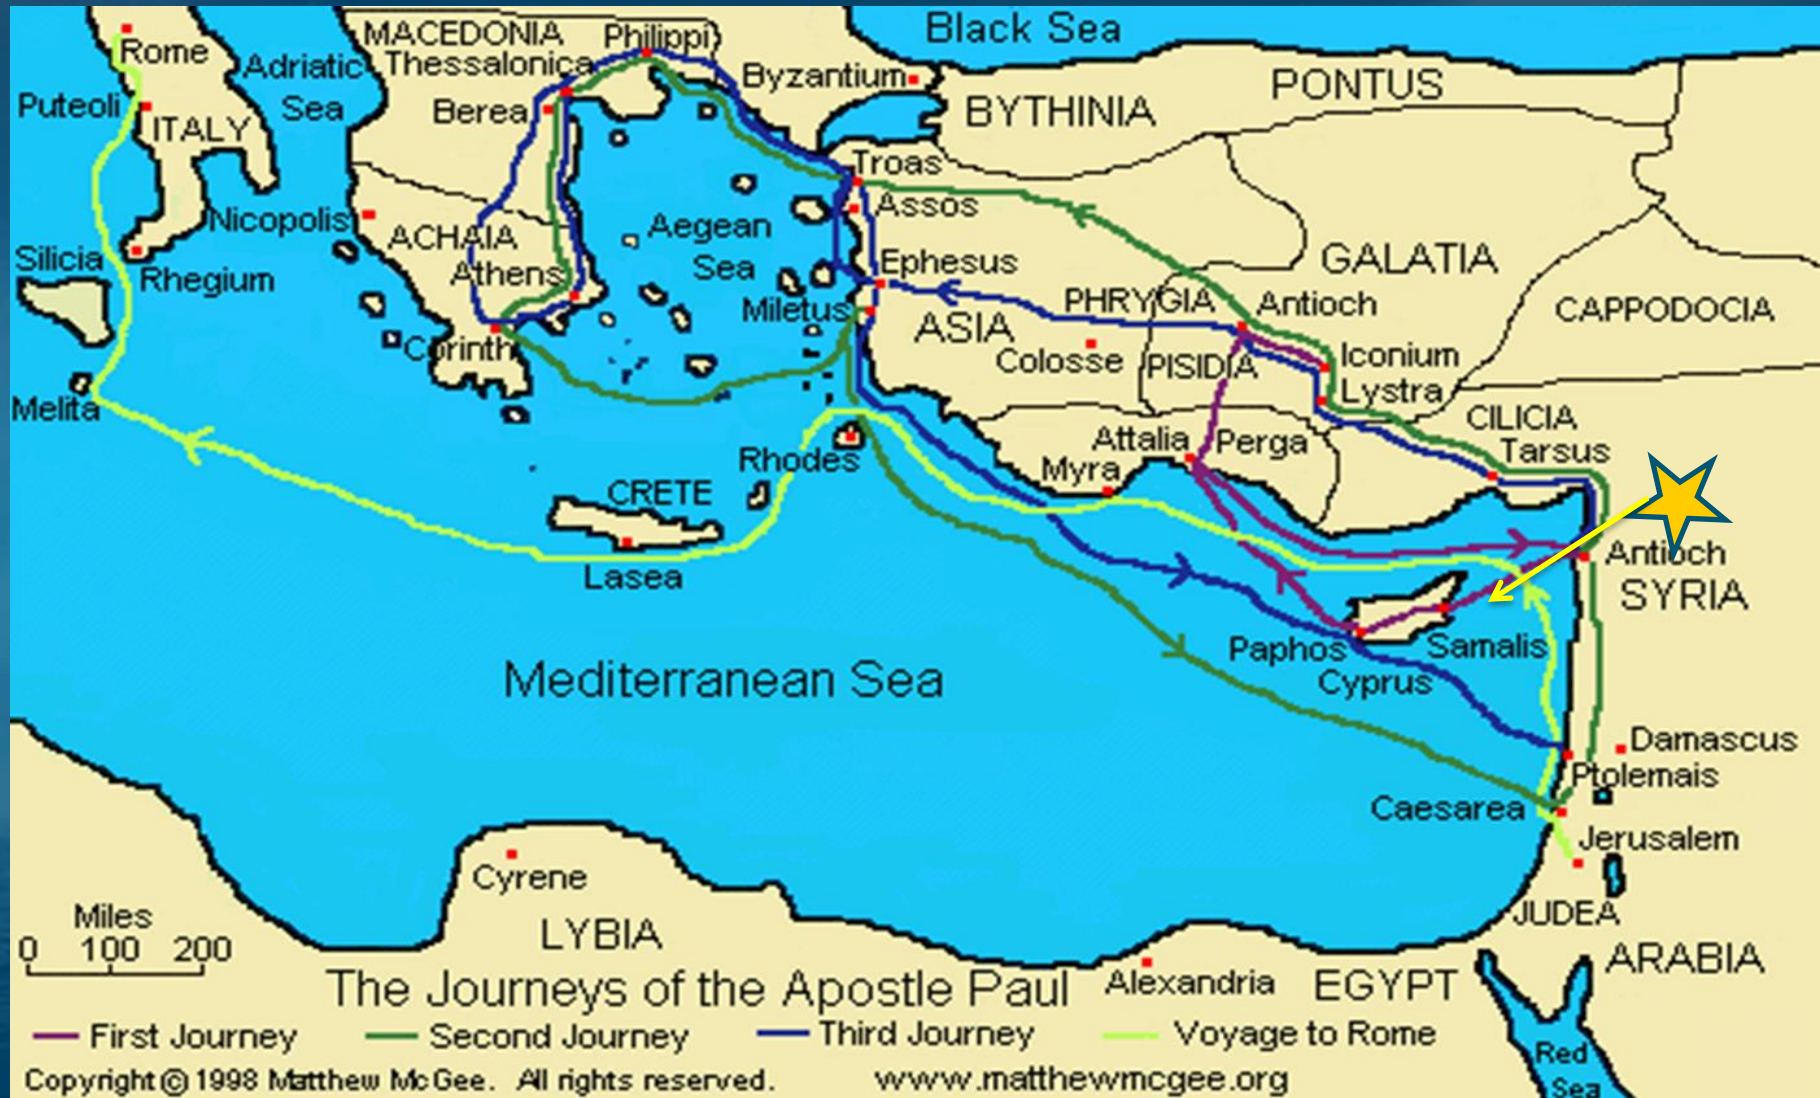 Black Sea
MACEDONIA
Philippi
Rome
Adriatic
Sea
Thessalonica
Byzantium
PONTUS
Puteoli
Berea
BYTHINIA
ITALY
Troas
Assos
Nicopolis
Aegean
Sea
ACHAIA
Silicia
Rhegium
Athens
Ephesus
GALATIA
PHRYGIA
Antioch
CAPPODOCIA
Miletus
ASIA
Corinth
Colosse
PISIDIA
Iconium
Lystra
Melita
CILICIA
Attalia
Perga
Tarsus
Rhodes
Myra
CRETE
Antioch
Lasea
SYRIA
Paphos
Samalis
Mediterranean Sea
Cyprus
Damascus
Ptolemais
Caesarea
Jerusalem
Cyrene
Miles
0 100 200
LYBIA
JUDEA
ARABIA
The Journeys of the Apostle Paul
Alexandria
EGYPT
First Journey
Second Journey
Third Journey
Voyage to Rome
Red
Sea
Copyright © 1998 Matthew McGee. All rights reserved.
www.matthewmcgee.org